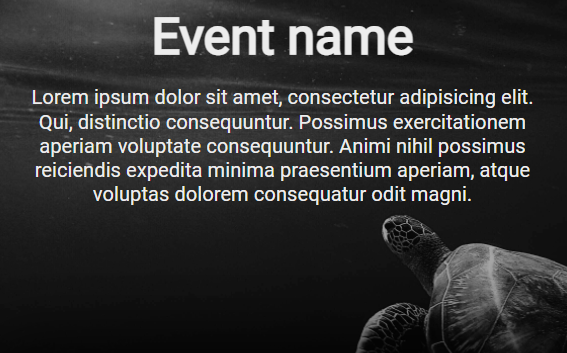 Event name
Lorem ipsum dolor sit amet, consectetur adipisicing elit.
Qui, distinctio consequuntur. Possimus exercitationem
aperiam voluptate consequuntur. Animi nihil possimus
reiciendis expedita minima praesentium aperiam, atque
voluptas dolorem consequatur odit magni.